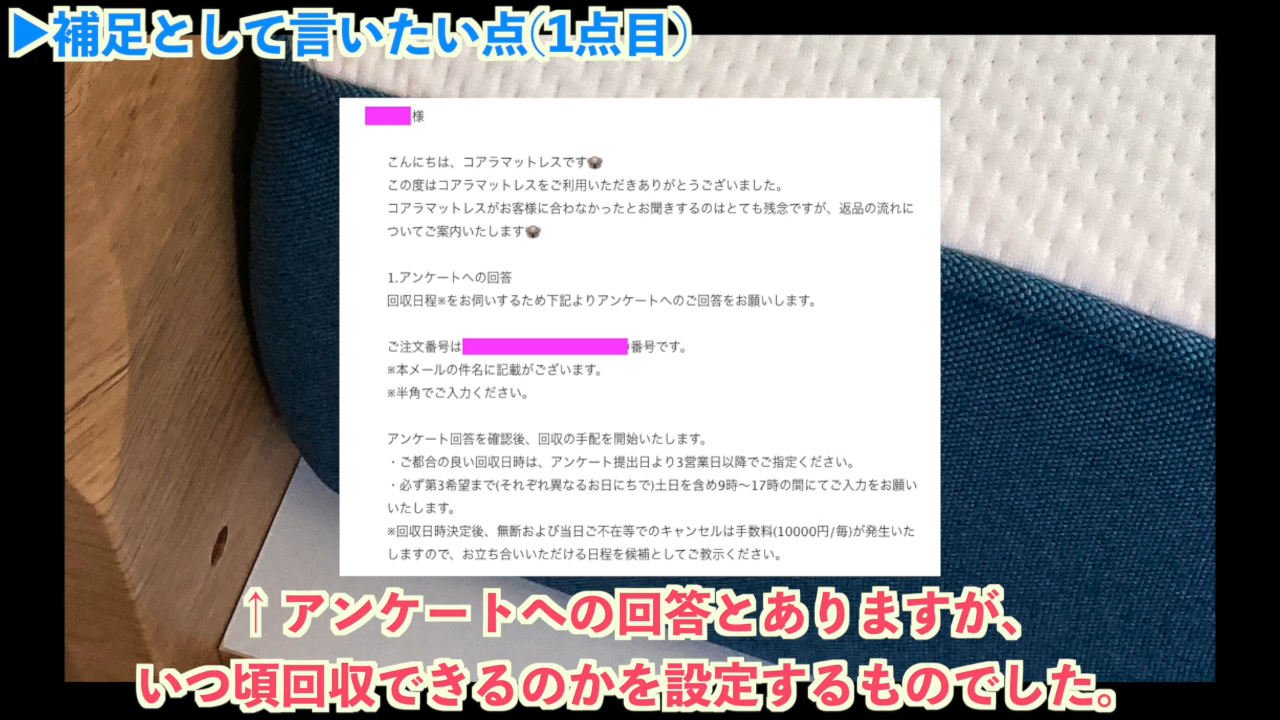 ▶補足として言いたい点(1点目)
様
こんにちは、コアラマットレスです🐨
この度はコアラマットレスをご利用いただきありがとうございました。
コアラマットレスがお客様に合わなかったとお聞きするのはとても残念ですが、返品の流れに
ついてご案内いたします🐨
1.アンケートへの回答
回収日程※をお伺いするため下記よりアンケートへのご回答をお願いします。
ご注文番号は 番号です。
※本メールの件名に記載がございます。
※半角でご入力ください。
アンケート回答を確認後、回収の手配を開始いたします。
・ご都合の良い回収日時は、アンケート提出日より3営業日以降でご指定ください。
・必ず第3希望まで(それぞれ異なるお日にちで)土日を含め9時〜17時の間にてご入力をお願い
いたします。
※回収日時決定後、無断および当日ご不在等でのキャンセルは手数料(10000円/毎)が発生いた
しますので、お立ち合いいただける日程を候補としてご教示ください。
↑アンケートへの回答とありますが、
いつ頃回収できるのかを設定するものでした。